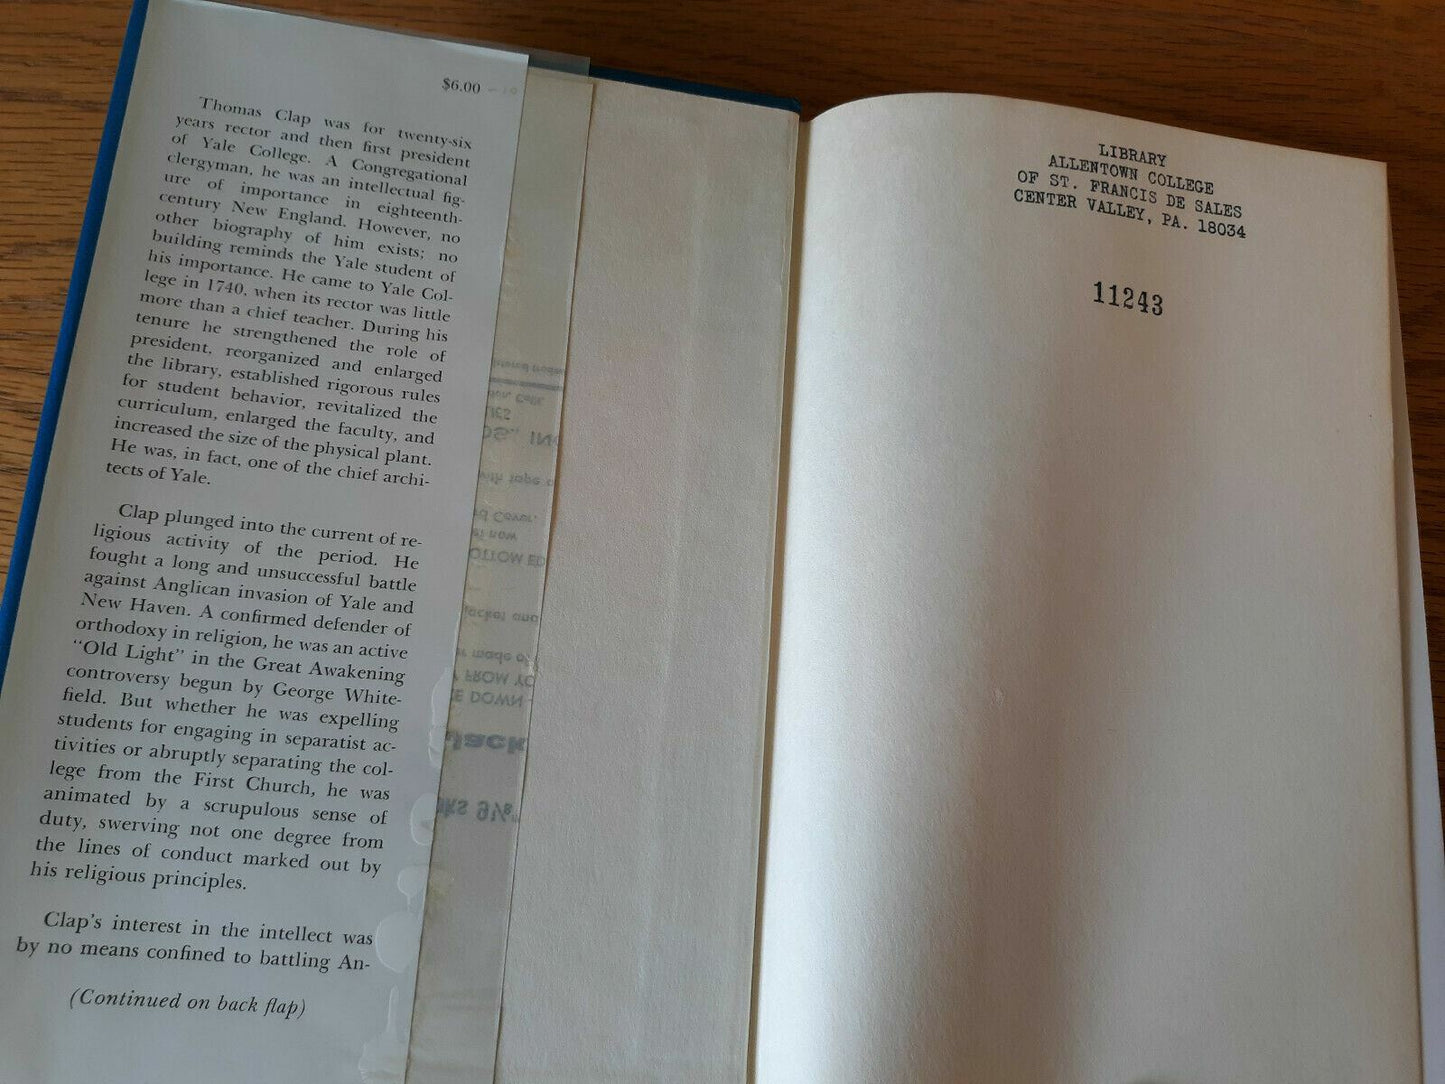 $6.00
Thomas Clap was for twenty-six
years rector and then first president
of Yale College. A Congregational
clergyman, he was an intellectual fig-
ure of importance in eighteenth-
century New England. However, no
other biography of him exists; no
building reminds the Yale student of
his importance. He came to Yale Col-
lege in 1740, when its rector was little
more than a chief teacher. During his
tenure he strengthened the role of
president, reorganized and enlarged
the library, established rigorous rules
for student behavior, revitalized the
curriculum, enlarged the faculty, and
increased the size of the physical plant.
He was, in fact, one of the chief archi-
tects of Yale.
Clap plunged into the current of re-
ligious activity of the period. He
fought a long and unsuccessful battle
against Anglican invasion of Yale and
New Haven. A confirmed defender of
orthodoxy in religion, he was an active
"Old Light" in the Great Awakening
controversy begun by George White-
field. But whether he was expelling
students for engaging in separatist ac-
tivities or abruptly separating the col-
lege from the First Church, he was
animated by a scrupulous sense of
duty, swerving not one degree from
the lines of conduct marked out by
his religious principles.
Clap's interest in the intellect was
by no means confined to battling An-
(Continued on back flap)
LIBRARY
ALLENTOWN COLLEGE
OF ST. FRANCIS DE SALES
CENTER VALLEY, PA. 18034
11243